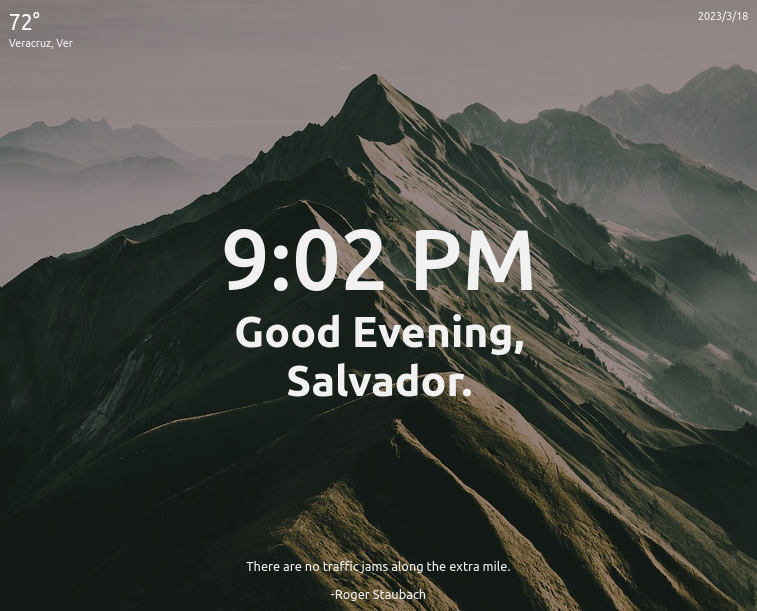 72°
Veracruz, Ver
2023/3/18
9:02 PM
Good Evening,
Salvador.
There are no traffic jams along the extra mile.
-Roger Staubach